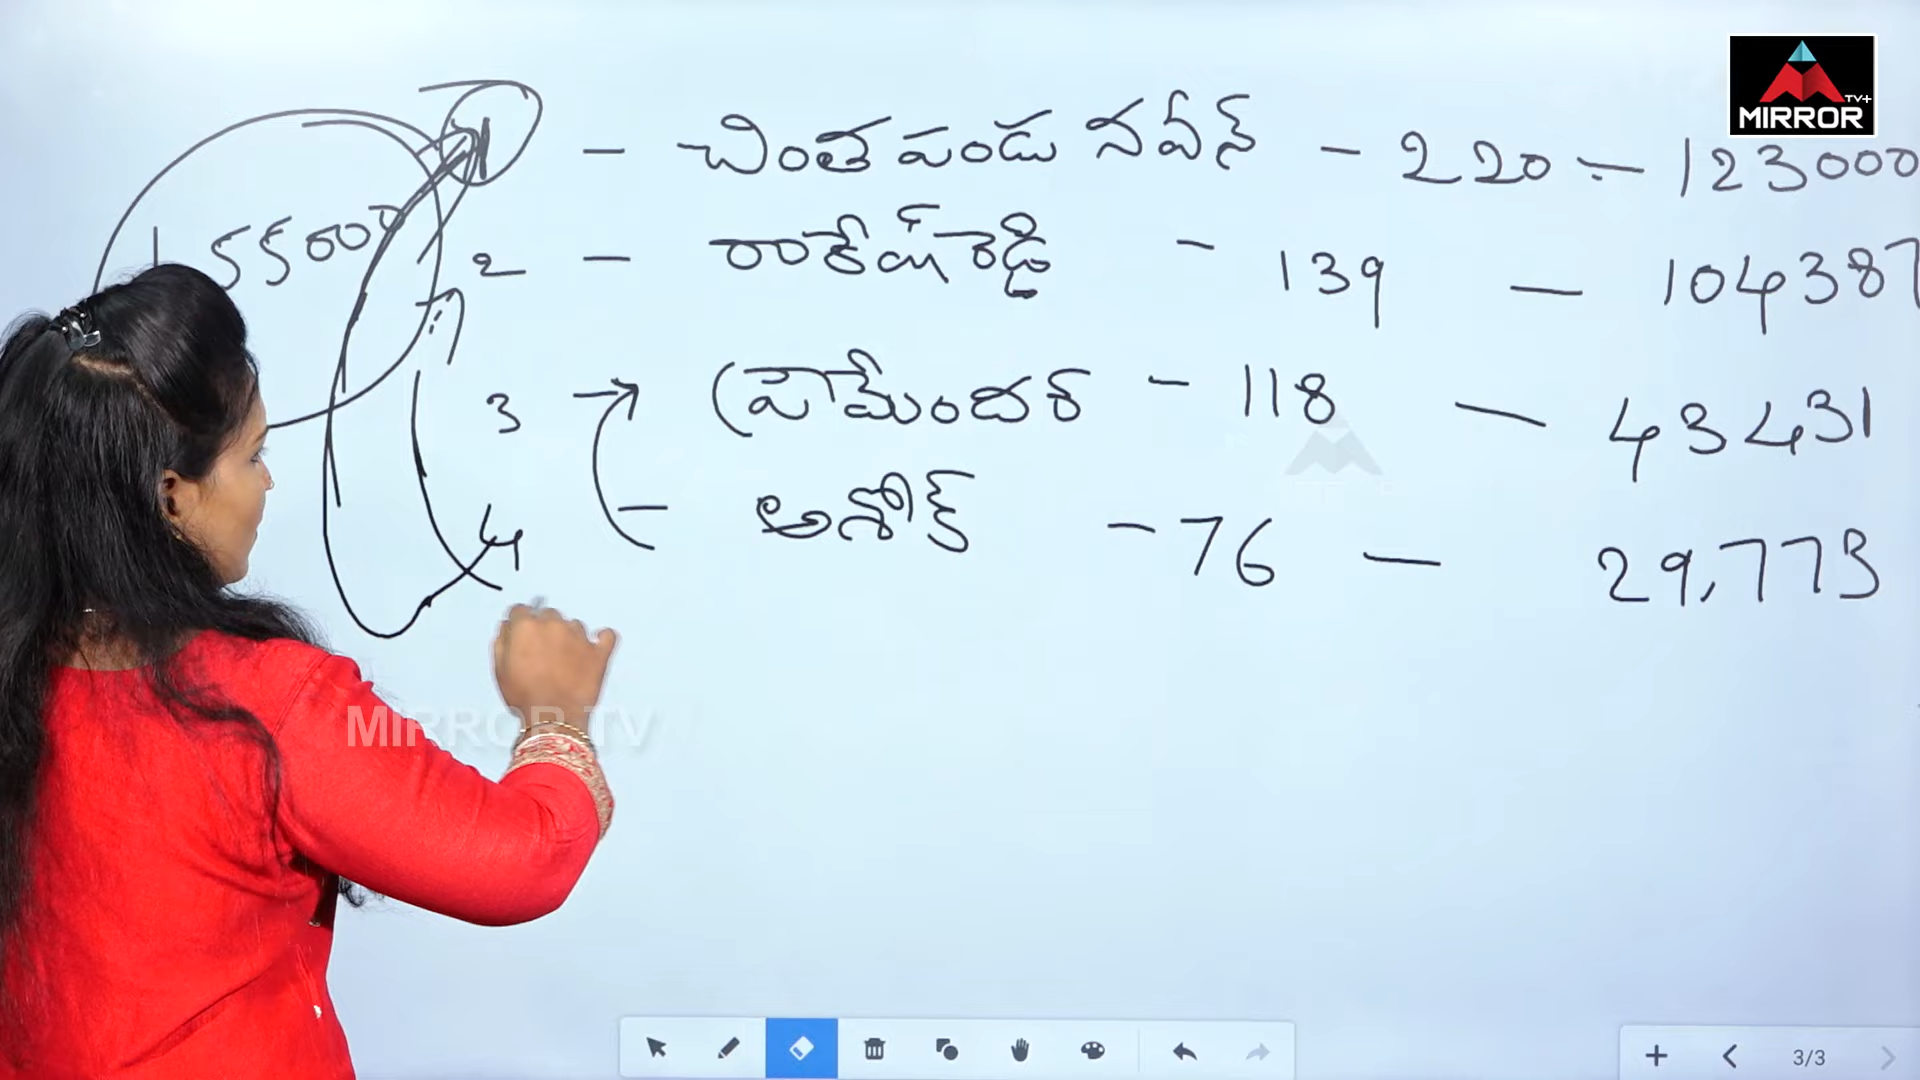 TV+
MIRROR
1 - చింతపండు నవీన్ - 220 - 123000
155000
2 - రాకేష్ రెడ్డి - 139 - 104387
3 → (ప్రామేందర్ - 118 - 43431
4 - అశోక్ - 76 - 29,773
MIRROR TV
3/3